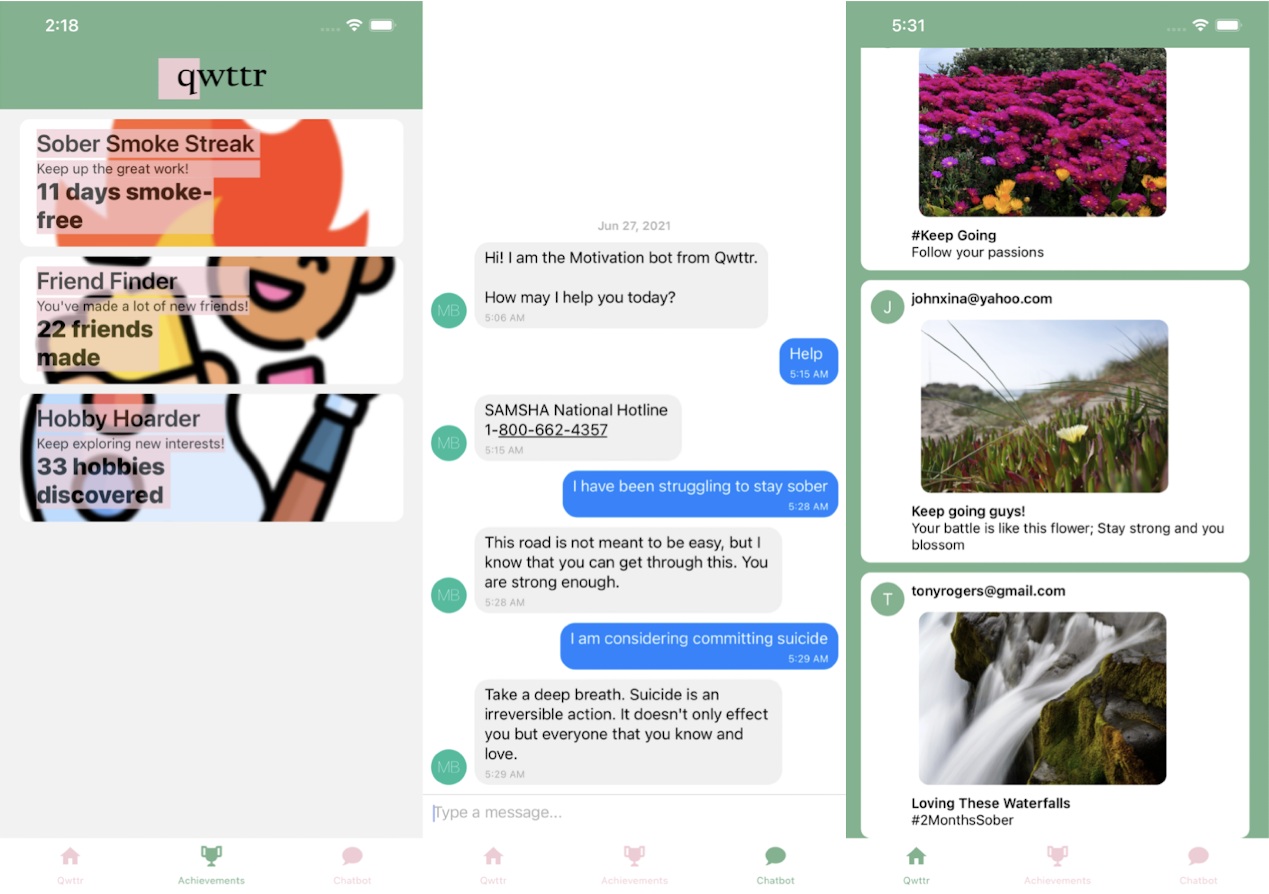 2:18
qwttr
Sober Smoke Streak
Keep up the great work!
11 days smoke-
free
Friend Finder
You've made a lot of new friends!
22 friends
made
Hobby Hoarder
Keep exploring new interests!
33 hobbies
discovered
Qwttr
Achievements
Chatbot
Jun 27, 2021
Hi! I am the Motivation bot from Qwttr.
How may I help you today?
5:06 AM
MB
Help
5:15 AM
SAMSHA National Hotline
1-800-662-4357
5:15 AM
MB
I have been struggling to stay sober
5:28 AM
This road is not meant to be easy, but I
know that you can get through this. You
are strong enough.
5:28 AM
MB
I am considering committing suicide
5:29 AM
Take a deep breath. Suicide is an
irreversible action. It doesn't only effect
you but everyone that you know and
love.
5:29 AM
MB
Type a message...
Qwttr
Achievements
Chatbot
5:31
#Keep Going
Follow your passions
J
johnxina@yahoo.com
Keep going guys!
Your battle is like this flower; Stay strong and you
blossom
T
tonyrogers@gmail.com
Loving These Waterfalls
#2MonthsSober
Qwttr
Achievements
Chatbot